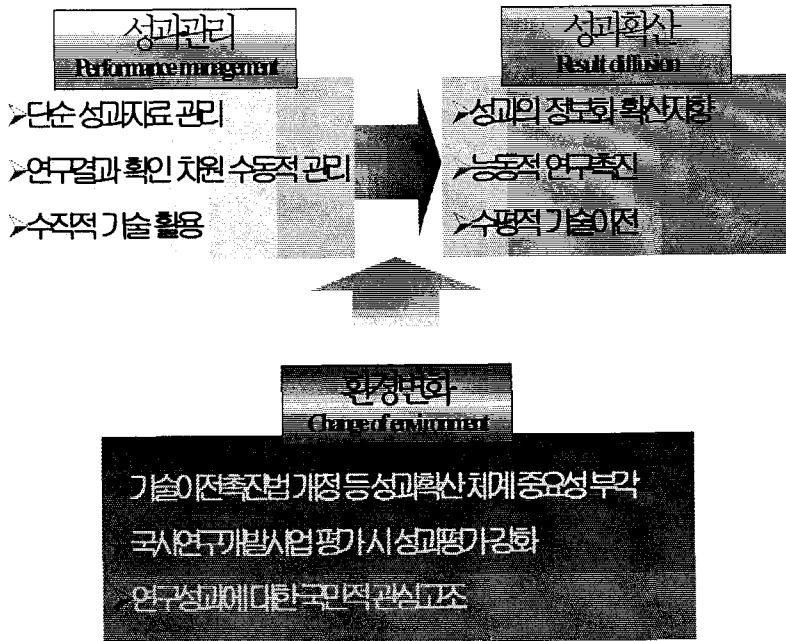 성과관리
Performance management
➢단순 성과자료 관리
➢연구결과 확인 차원 수동적 관리
➢수직적 기술 활용
성과확산
Result diffusion
➢성과의 정보화 확산지향
➢능동적 연구촉진
➢수평적 기술이전
환경변화
Change of environment
기술이전촉진법 개정 등 성과확산 체계 중요성 부각
국사연구개발사업 평가 시 성과평가 강화
➢연구성과에 대한 국민적 관심고조